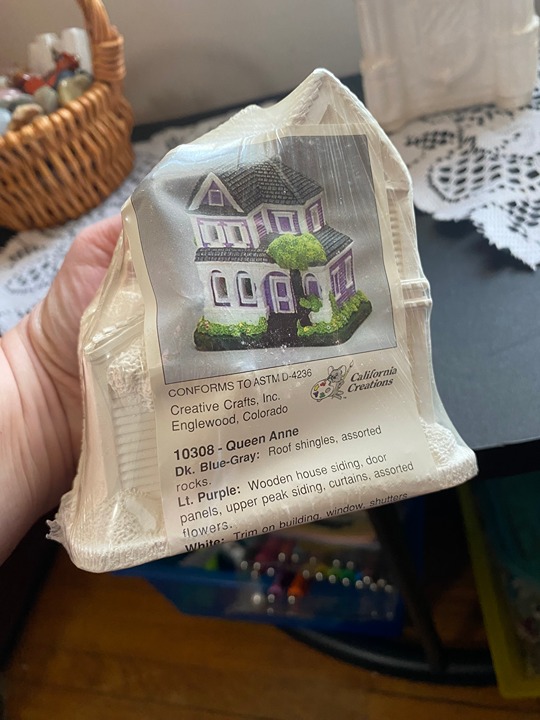 CONFORMS TO ASTM D-4236
California
Creations
Creative Crafts, Inc.
Englewood, Colorado
10308 - Queen Anne
Dk. Blue-Gray: Roof shingles, assorted
rocks.
Lt. Purple: Wooden house siding, door
panels, upper peak siding, curtains, assorted
flowers.
White: Trim on building, window, shutters